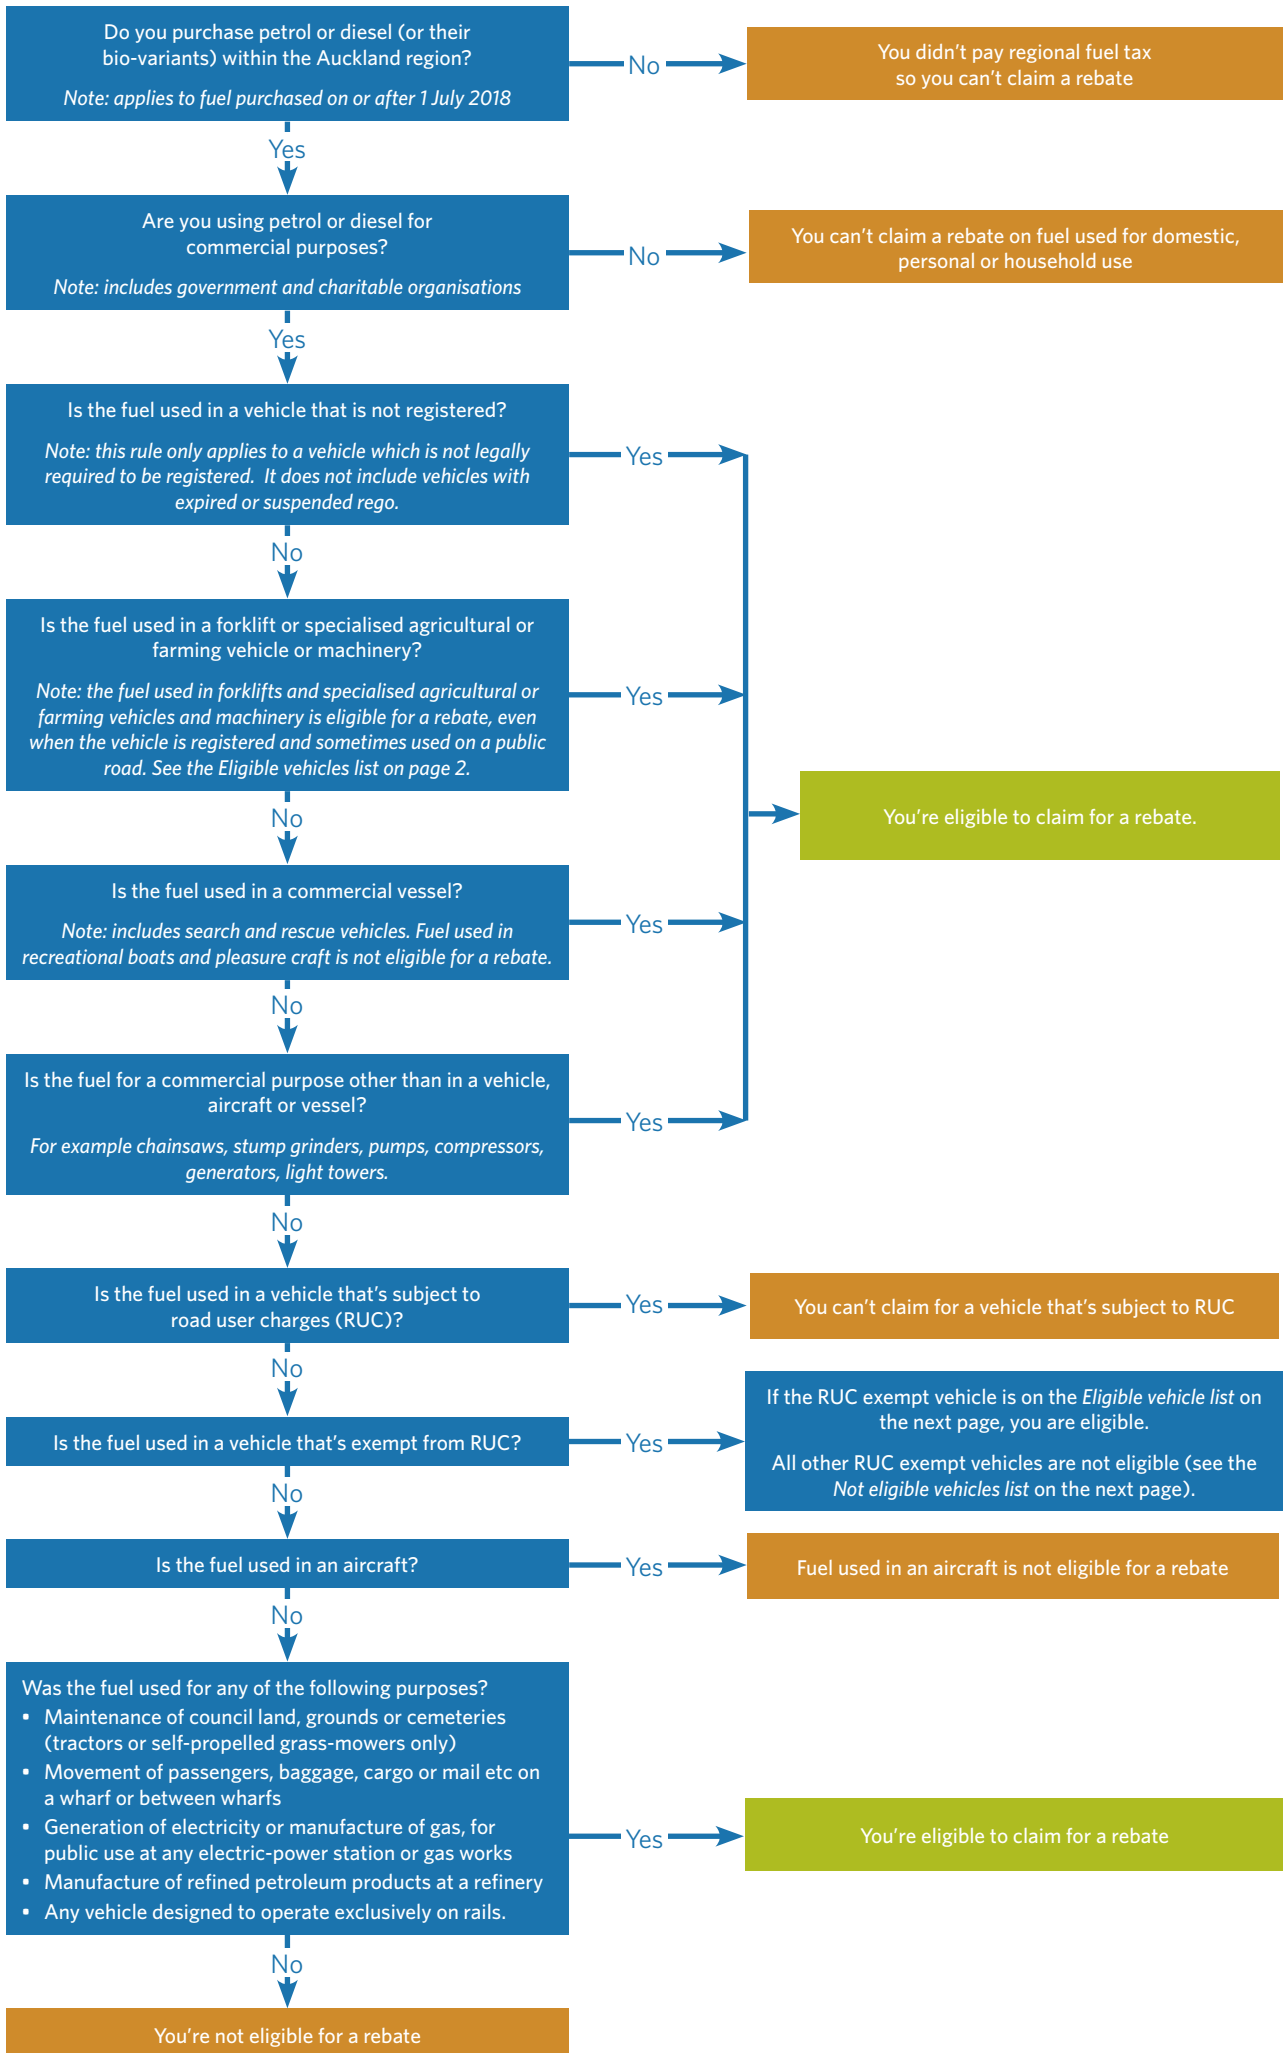 Do you purchase petrol or diesel (or their
bio-variants) within the Auckland region?
Note: applies to fuel purchased on or after 1 July 2018
No
You didn't pay regional fuel tax
so you can't claim a rebate
Yes
Are you using petrol or diesel for
commercial purposes?
Note: includes government and charitable organisations
No
You can't claim a rebate on fuel used for domestic,
personal or household use
Yes
Is the fuel used in a vehicle that is not registered?
Note: this rule only applies to a vehicle which is not legally
required to be registered. It does not include vehicles with
expired or suspended rego.
Yes
No
Is the fuel used in a forklift or specialised agricultural or
farming vehicle or machinery?
Note: the fuel used in forklifts and specialised agricultural or
farming vehicles and machinery is eligible for a rebate, even
when the vehicle is registered and sometimes used on a public
road. See the Eligible vehicles list on page 2.
Yes
You're eligible to claim for a rebate.
No
Is the fuel used in a commercial vessel?
Note: includes search and rescue vehicles. Fuel used in
recreational boats and pleasure craft is not eligible for a rebate.
Yes
No
Is the fuel for a commercial purpose other than in a vehicle,
aircraft or vessel?
For example chainsaws, stump grinders, pumps, compressors,
generators, light towers.
Yes
No
Is the fuel used in a vehicle that's subject to
road user charges (RUC)?
Yes
You can't claim for a vehicle that's subject to RUC
No
Is the fuel used in a vehicle that's exempt from RUC?
Yes
If the RUC exempt vehicle is on the Eligible vehicle list on
the next page, you are eligible.
All other RUC exempt vehicles are not eligible (see the
Not eligible vehicles list on the next page).
No
Is the fuel used in an aircraft?
Yes
Fuel used in an aircraft is not eligible for a rebate
No
Was the fuel used for any of the following purposes?
• Maintenance of council land, grounds or cemeteries
(tractors or self-propelled grass-mowers only)
• Movement of passengers, baggage, cargo or mail etc on
a wharf or between wharfs
• Generation of electricity or manufacture of gas, for
public use at any electric-power station or gas works
• Manufacture of refined petroleum products at a refinery
• Any vehicle designed to operate exclusively on rails.
Yes
You're eligible to claim for a rebate
No
You're not eligible for a rebate